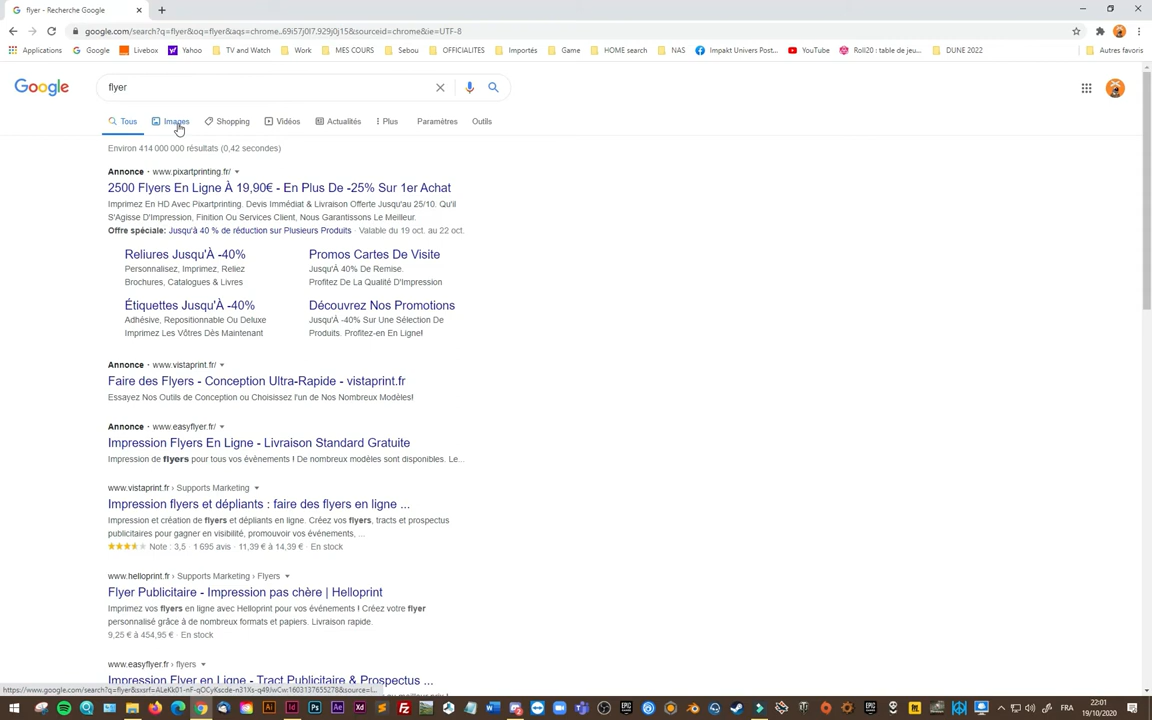 flyer - Recherche Google
google.com/search?q=flyer&oq=flyer&aqs=chrome..69i57j0l7.929j0j15&sourceid=chrome&ie=UTF-8
Applications Google Livebox Yahoo TV and Watch Work MES COURS Sebou OFFICIALITES Importés Game HOME search NAS Impakt Univers Post... YouTube Roll20 : table de jeu... DUNE 2022 Autres favoris
Google flyer
Tous Images Shopping Vidéos Actualités Plus Paramètres Outils
Environ 414 000 000 résultats (0,42 secondes)
Annonce · www.pixartprinting.fr/
2500 Flyers En Ligne À 19,90€ - En Plus De -25% Sur 1er Achat
Imprimez En HD Avec Pixartprinting. Devis Immédiat & Livraison Offerte Jusqu'au 25/10. Qu'il
S'Agisse D'Impression, Finition Ou Services Client, Nous Garantissons Le Meilleur.
Offre spéciale: Jusqu'à 40 % de réduction sur Plusieurs Produits · Valable du 19 oct. au 22 oct.
Reliures Jusqu'À -40%
Personnalisez, Imprimez, Reliez
Brochures, Catalogues & Livres
Promos Cartes De Visite
Jusqu'À 40% De Remise.
Profitez De La Qualité D'Impression
Étiquettes Jusqu'À -40%
Adhésive, Repositionnable Ou Deluxe
Imprimez Les Vôtres Dès Maintenant
Découvrez Nos Promotions
Jusqu'À -40% Sur Une Sélection De
Produits. Profitez-en En Ligne!
Annonce · www.vistaprint.fr/
Faire des Flyers - Conception Ultra-Rapide - vistaprint.fr
Essayez Nos Outils de Conception ou Choisissez l'un de Nos Nombreux Modèles!
Annonce · www.easyflyer.fr/
Impression Flyers En Ligne - Livraison Standard Gratuite
Impression de flyers pour tous vos évènements ! De nombreux modèles sont disponibles. Le...
www.vistaprint.fr › Supports Marketing
Impression flyers et dépliants : faire des flyers en ligne ...
Impression et création de flyers et dépliants en ligne. Créez vos flyers, tracts et prospectus
publicitaires pour gagner en visibilité, promouvoir vos événements, ...
Note : 3,5 · 1 695 avis · 11,39 € à 14,39 € · En stock
www.helloprint.fr › Supports Marketing › Flyers
Flyer Publicitaire - Impression pas chère | Helloprint
Imprimez vos flyers en ligne avec Helloprint pour vos événements ! Créez votre flyer
personnalisé grâce à de nombreux formats et papiers. Livraison rapide.
9,25 € à 454,95 € · En stock
www.easyflyer.fr › flyers
Impression Flyer en Ligne - Tract Publicitaire & Prospectus ...
22:01
FRA
19/10/2020